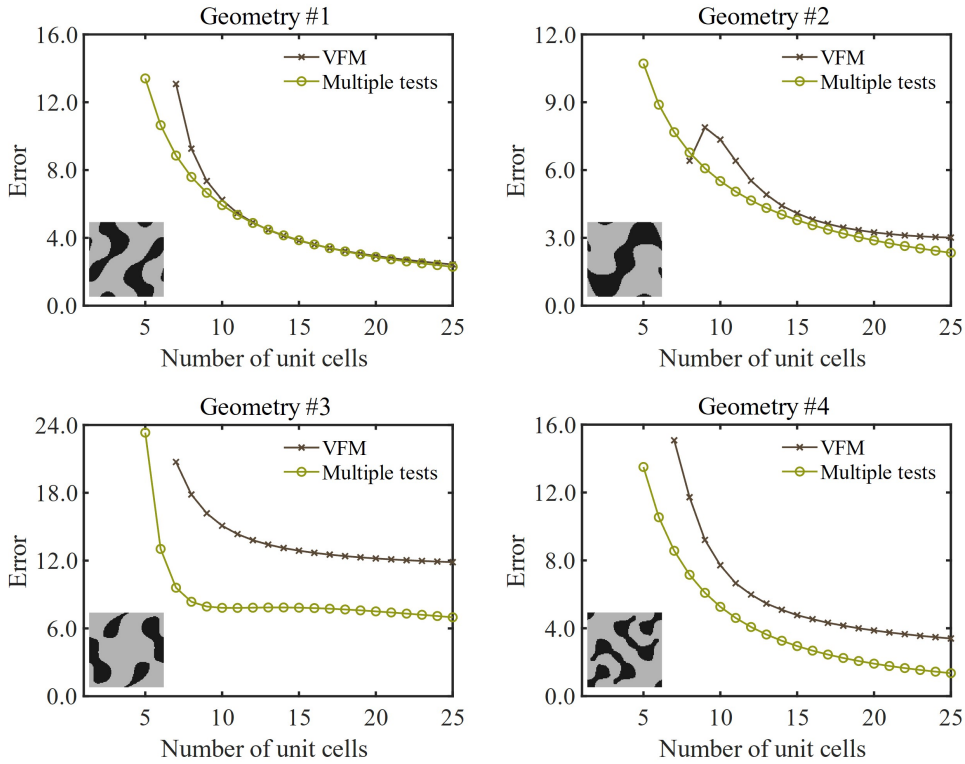 Geometry #1
16.0
12.0
8.0
4.0
0.0
Error
VFM
Multiple tests
5 10 15 20 25
Number of unit cells
Geometry #2
12.0
9.0
6.0
3.0
0.0
Error
VFM
Multiple tests
5 10 15 20 25
Number of unit cells
Geometry #3
24.0
18.0
12.0
6.0
0.0
Error
VFM
Multiple tests
5 10 15 20 25
Number of unit cells
Geometry #4
16.0
12.0
8.0
4.0
0.0
Error
VFM
Multiple tests
5 10 15 20 25
Number of unit cells